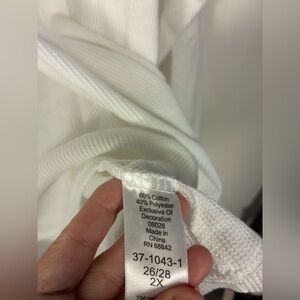 60% Cotton
40% Polyester
Exclusive Of
Decoration
08028
Made in
China
RN 88842
37-1043-1
26/28
2X